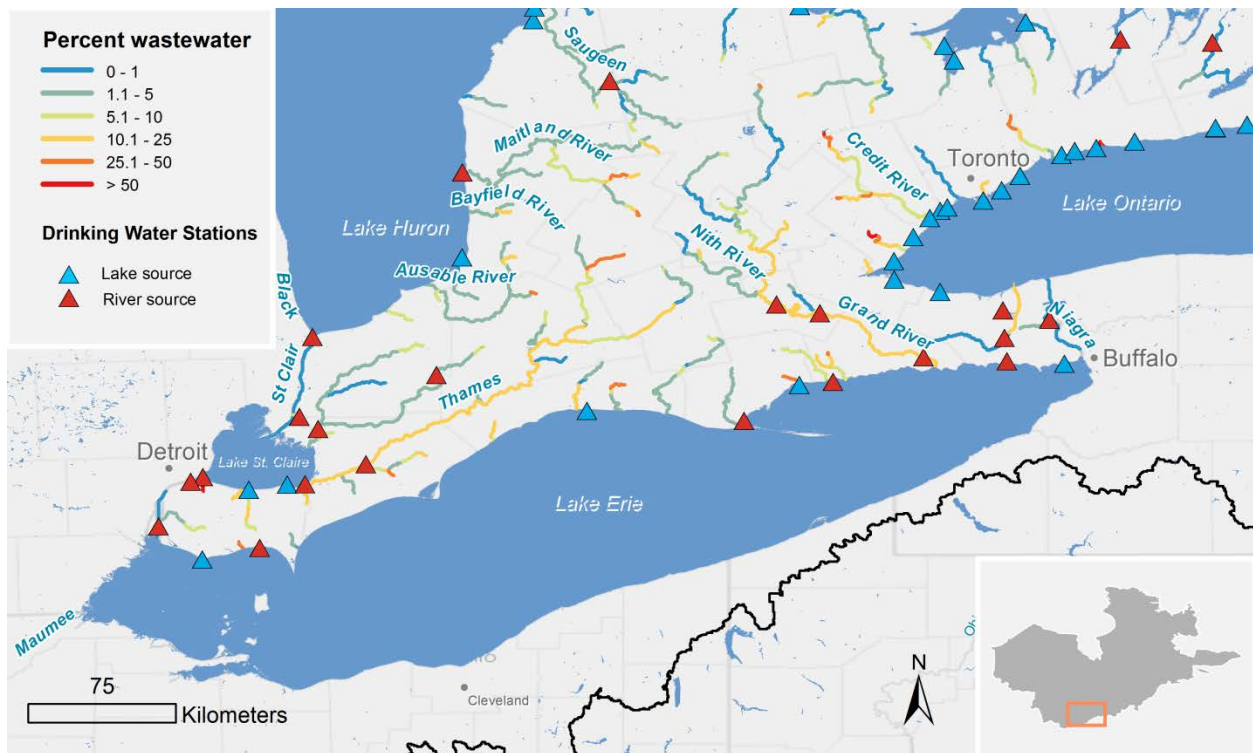 Percent wastewater
0 - 1
1.1 - 5
5.1 - 10
10.1 - 25
25.1 - 50
> 50
Drinking Water Stations
Lake source
River source
Saugeen
Maitland River
Bayfield River
Lake Huron
Ausable River
Black
St Clair
Credit River
Toronto
Lake Ontario
Nith River
Grand River
Niagra
Buffalo
Thames
Detroit
Lake St. Claire
Lake Erie
Maumee
75
Kilometers
Cleveland
N